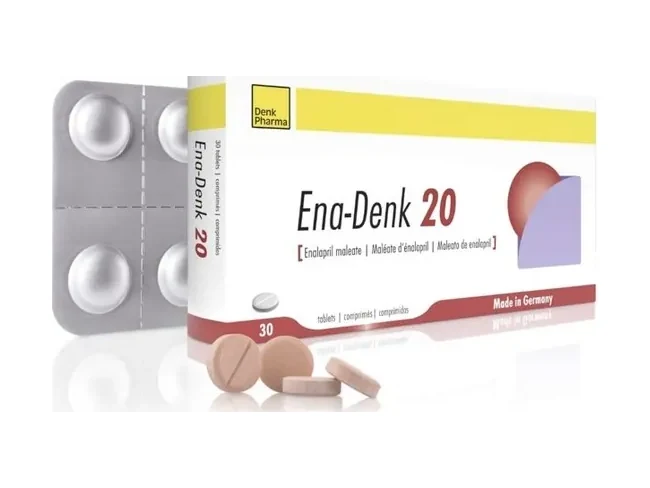 Denk
Pharma
30 tablets | comprimés | comprimidos
Ena-Denk 20
Ena-Denk 20
[ Enalapril maleate | Maléate d'énalapril | Maleato de enalapril ]
tablets | comprimés | comprimidos
30
Made in Germany